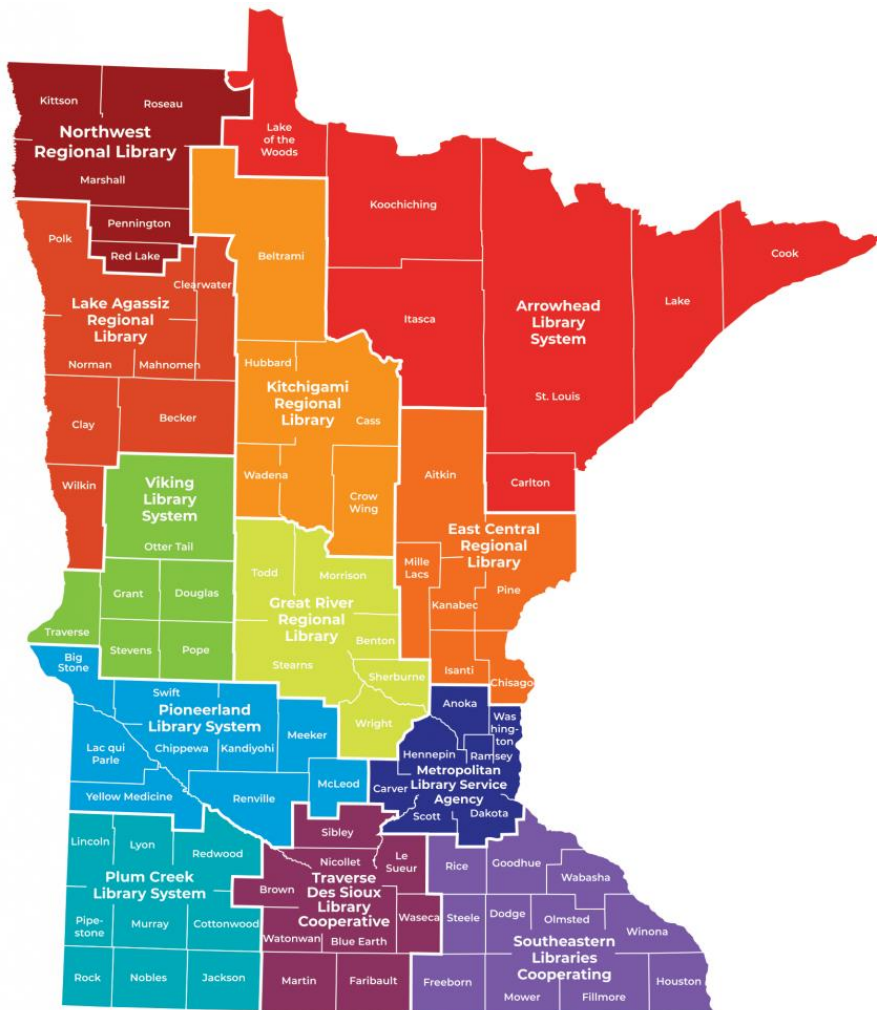 Kittson
Roseau
Northwest
Regional Library
Marshall
Pennington
Red Lake
Lake
of the
Woods
Koochiching
Itasca
Arrowhead
Library
System
St. Louis
Lake
Cook
Carlton
Polk
Clearwater
Lake Agassiz
Regional
Library
Norman
Mahnomen
Clay
Becker
Wilkin
Beltrami
Hubbard
Kitchigami
Regional
Library
Cass
Wadena
Crow
Wing
Viking
Library
System
Otter Tail
Grant
Douglas
Traverse
Stevens
Pope
Aitkin
East Central
Regional
Library
Mille
Lacs
Kanabec
Pine
Isanti
Chisago
Todd
Morrison
Great River
Regional
Library
Benton
Stearns
Sherburne
Wright
Big
Stone
Swift
Pioneerland
Library System
Lac qui
Parle
Chippewa
Kandiyohi
Meeker
Yellow Medicine
Renville
McLeod
Anoka
Was
hing-
ton
Hennepin
Ramsey
Metropolitan
Library Service
Agency
Carver
Scott
Dakota
Lincoln
Lyon
Redwood
Plum Creek
Library System
Pipe-
stone
Murray
Cottonwood
Rock
Nobles
Jackson
Sibley
Nicollet
Le
Sueur
Brown
Traverse
Des Sioux
Library
Cooperative
Waseca
Watonwan
Blue Earth
Martin
Faribault
Rice
Goodhue
Wabasha
Steele
Dodge
Olmsted
Winona
Southeastern
Libraries
Cooperating
Freeborn
Mower
Fillmore
Houston